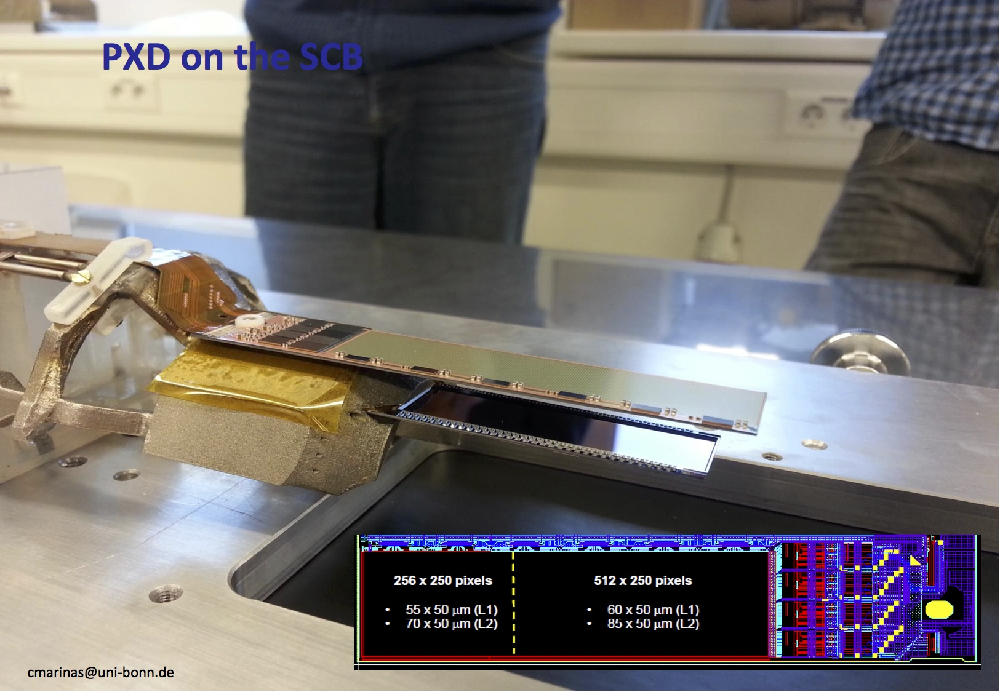 PXD on the SCB
256 x 250 pixels
• 55 x 50 μm (L1)
• 70 x 50 μm (L2)
512 x 250 pixels
• 60 x 50 μm (L1)
• 85 x 50 μm (L2)
cmarinas@uni-bonn.de